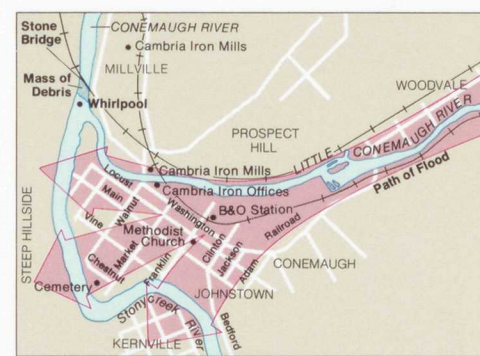 Stone
Bridge
CONEMAUGH RIVER
Cambria Iron Mills
MILLVILLE
Mass of
Debris
Whirlpool
WOODVALE
PROSPECT
HILL
LITTLE CONEMAUGH RIVER
Path of Flood
Cambria Iron Mills
Cambria Iron Offices
Locust
Main
Washington
B&O Station
Vine
Walnut
Methodist
Church
Market
Clinton
Railroad
Jackson
Adam
Chestnut
Franklin
CONEMAUGH
STEEP HILLSIDE
Cemetery
JOHNSTOWN
Stonycreek River
Bedford
KERNVILLE